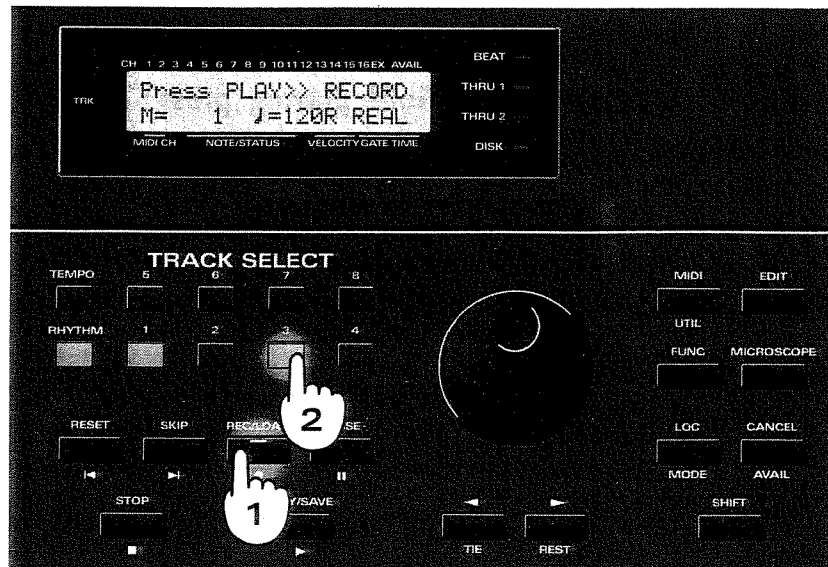 CH 1 2 3 4 5 6 7 8 9 10 11 12 13 14 15 16 EX AVAIL
BEAT
TRK
Press PLAY>> RECORD
THRU 1
M= 1 ♩=120R REAL
THRU 2
MIDI CH NOTE/STATUS VELOCITY GATE TIME
DISK
TRACK SELECT
TEMPO 5 6 7 8
MIDI EDIT
RHYTHM 1 2 3 4
UTIL
FUNC MICROSCOPE
2
RESET SKIP REC/LOA
LOC CANCEL
MODE AVAIL
1
STOP Y/SAVE
SHIFT
TIE REST